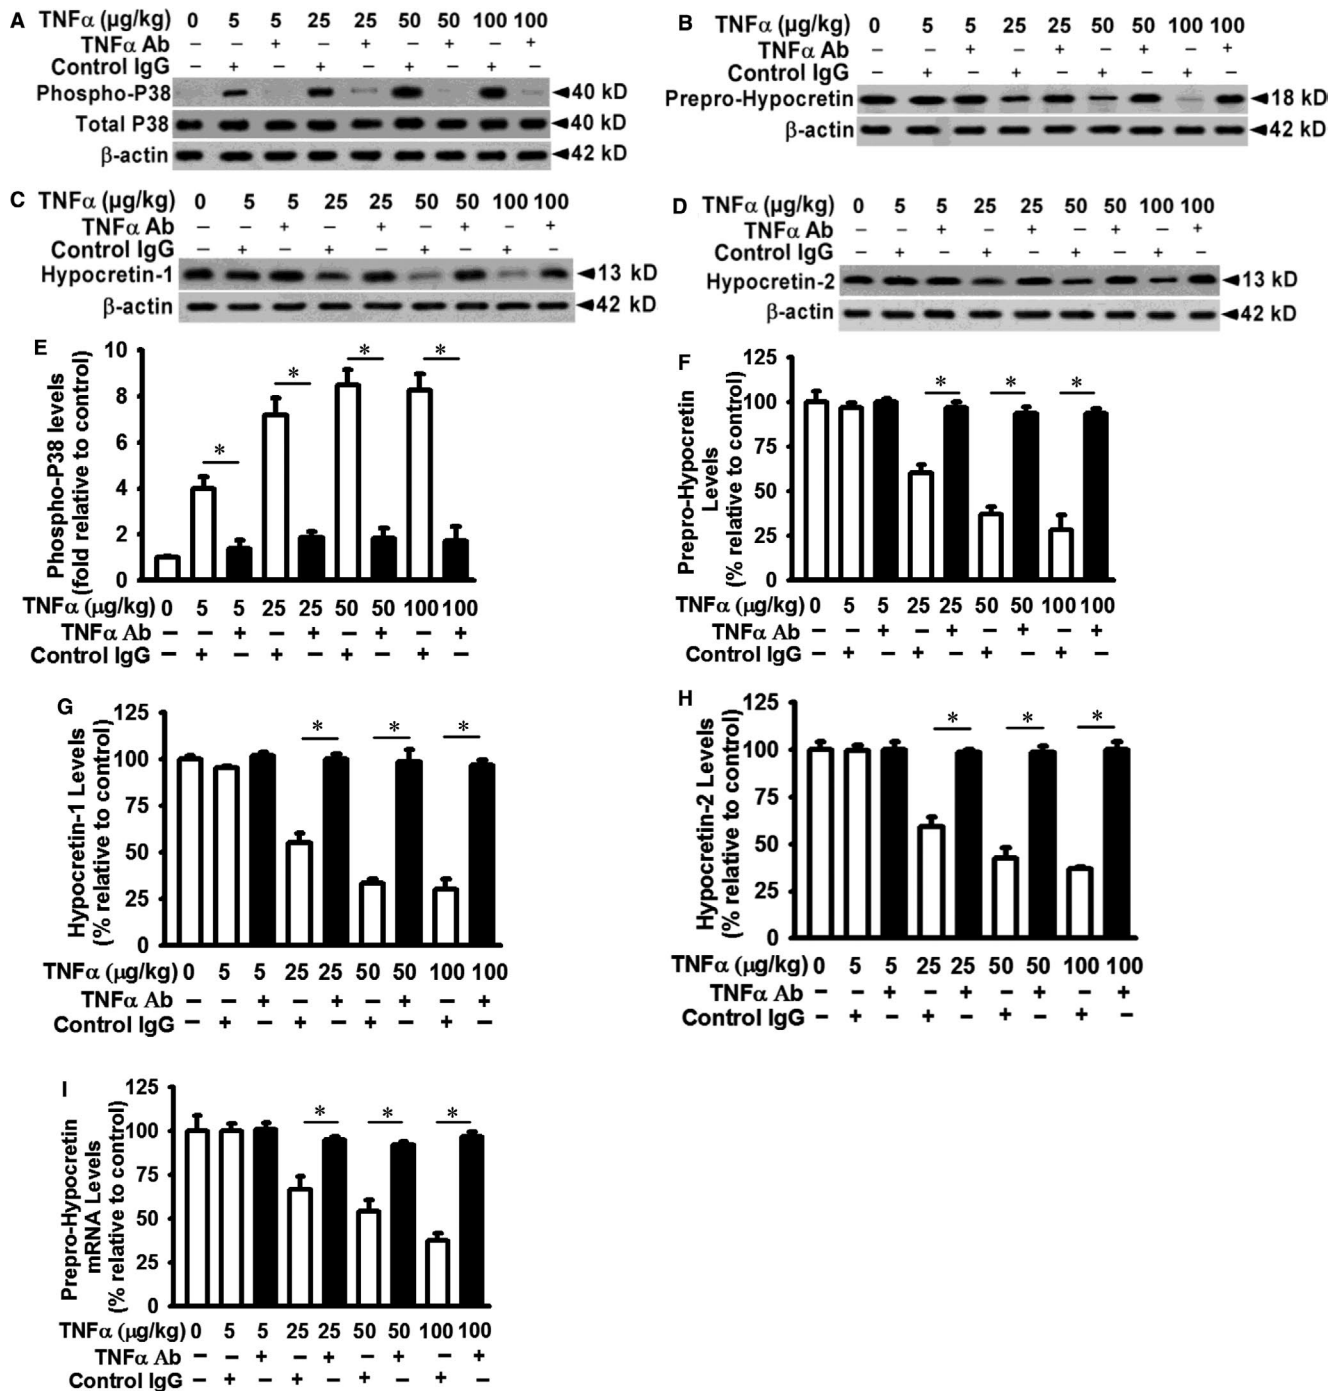 A TNFα (µg/kg) 0 5 5 25 25 50 50 100 100
TNFα Ab – – + – + – + – +
Control IgG – + – + – + – + –
Phospho-P38 40 kD
Total P38 40 kD
β-actin 42 kD
B TNFα (µg/kg) 0 5 5 25 25 50 50 100 100
TNFα Ab – – + – + – + – +
Control IgG – + – + – + – + –
Prepro-Hypocretin 18 kD
β-actin 42 kD
C TNFα (µg/kg) 0 5 5 25 25 50 50 100 100
TNFα Ab – – + – + – + – +
Control IgG – + – + – + – + –
Hypocretin-1 13 kD
β-actin 42 kD
D TNFα (µg/kg) 0 5 5 25 25 50 50 100 100
TNFα Ab – – + – + – + – +
Control IgG – + – + – + – + –
Hypocretin-2 13 kD
β-actin 42 kD
E
Phospho-P38 levels
(fold relative to control)
10
8
6
4
2
0
* * * *
TNFα (µg/kg) 0 5 5 25 25 50 50 100 100
TNFα Ab – – + – + – + – +
Control IgG – + – + – + – + –
F
Prepro-Hypocretin
Levels
(% relative to control)
125
100
75
50
25
0
* * *
TNFα (µg/kg) 0 5 5 25 25 50 50 100 100
TNFα Ab – – + – + – + – +
Control IgG – + – + – + – + –
G
Hypocretin-1 Levels
(% relative to control)
125
100
75
50
25
0
* * *
TNFα (µg/kg) 0 5 5 25 25 50 50 100 100
TNFα Ab – – + – + – + – +
Control IgG – + – + – + – + –
H
Hypocretin-2 Levels
(% relative to control)
125
100
75
50
25
0
* * *
TNFα (µg/kg) 0 5 5 25 25 50 50 100 100
TNFα Ab – – + – + – + – +
Control IgG – + – + – + – + –
I
Prepro-Hypocretin
mRNA Levels
(% relative to control)
125
100
75
50
25
0
* * *
TNFα (µg/kg) 0 5 5 25 25 50 50 100 100
TNFα Ab – – + – + – + – +
Control IgG – + – + – + – + –